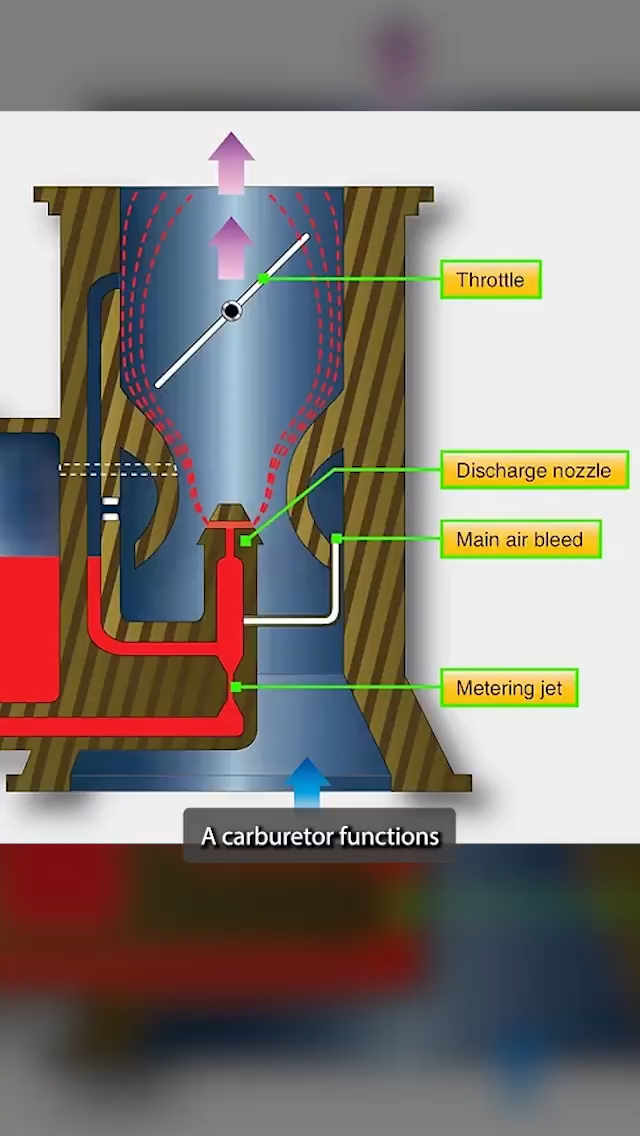 Throttle
Discharge nozzle
Main air bleed
Metering jet
A carburetor functions